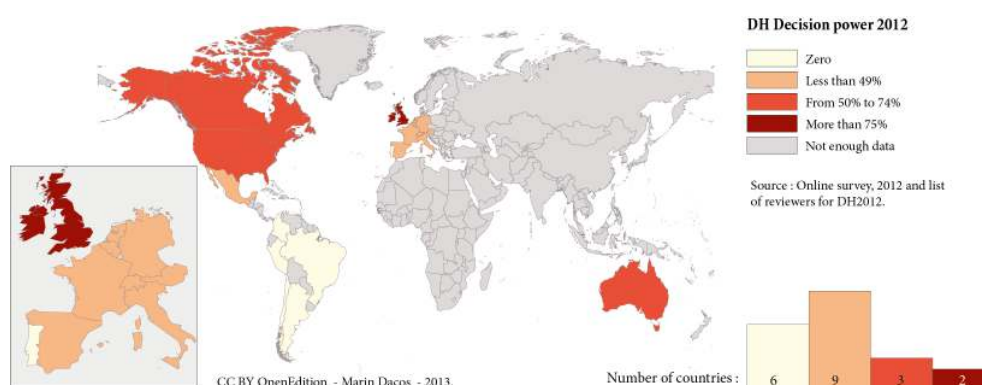 DH Decision power 2012
Zero
Less than 49%
From 50% to 74%
More than 75%
Not enough data
Source : Online survey, 2012 and list
of reviewers for DH2012.
CC BY OpenEdition - Marin Dacos - 2013.
Number of countries : 6 9 3 2